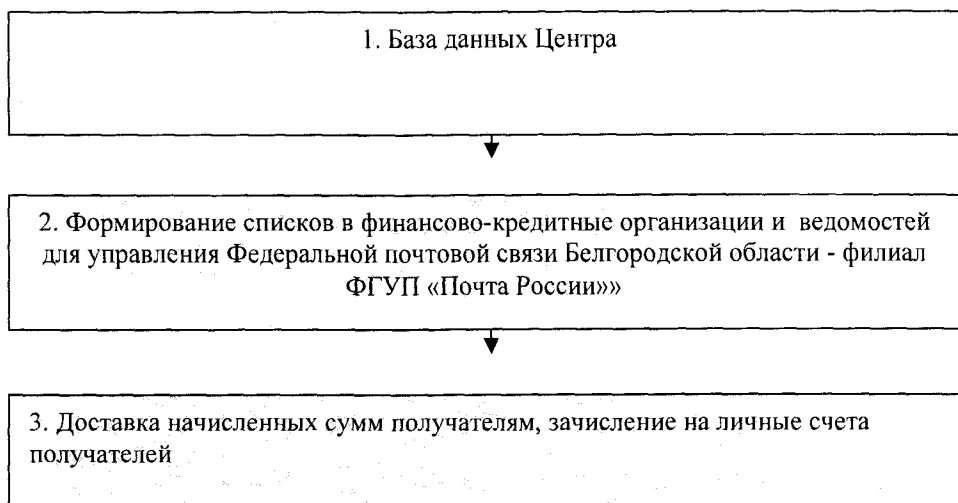 1. База данных Центра
2. Формирование списков в финансово-кредитные организации и ведомостей
для управления Федеральной почтовой связи Белгородской области - филиал
ФГУП «Почта России»»
3. Доставка начисленных сумм получателям, зачисление на личные счета
получателей